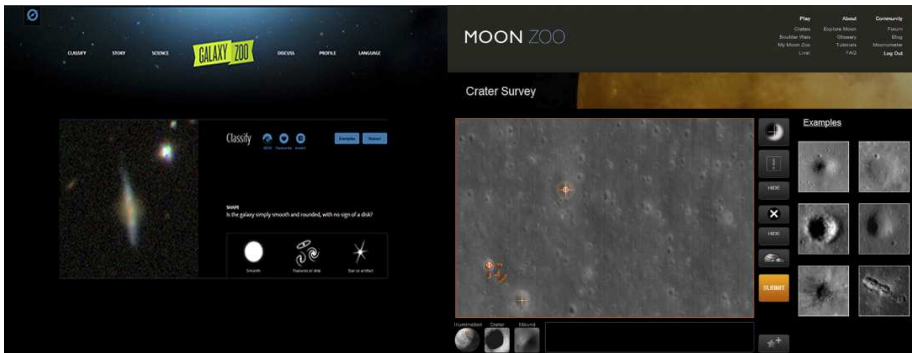 CLASSIFY STORY SCIENCE GALAXY ZOO DISCUSS PROFILE LANGUAGE
Classify
Examples Restart
SHAPE
Is the galaxy simply smooth and rounded, with no sign of a disk?
Smooth Features or disk Star or artifact
MOON ZOO
Play About Community
Craters Explore Moon Forum
Boulder Wars Glossary Blog
My Moon Zoo Tutorials Moonometer
Live! FAQ Log Out
Crater Survey
Examples
HIDE
HIDE
SUBMIT
Illumination Crater Mound